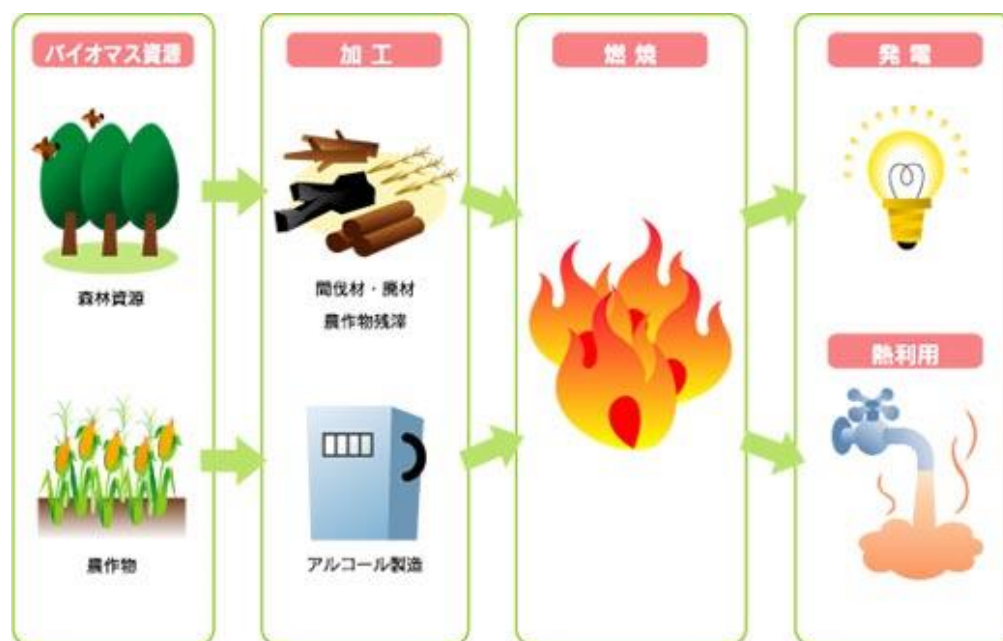 バイオマス資源
加工
燃焼
発電
森林資源
間伐材・廃材
農作物残滓
熱利用
農作物
アルコール製造